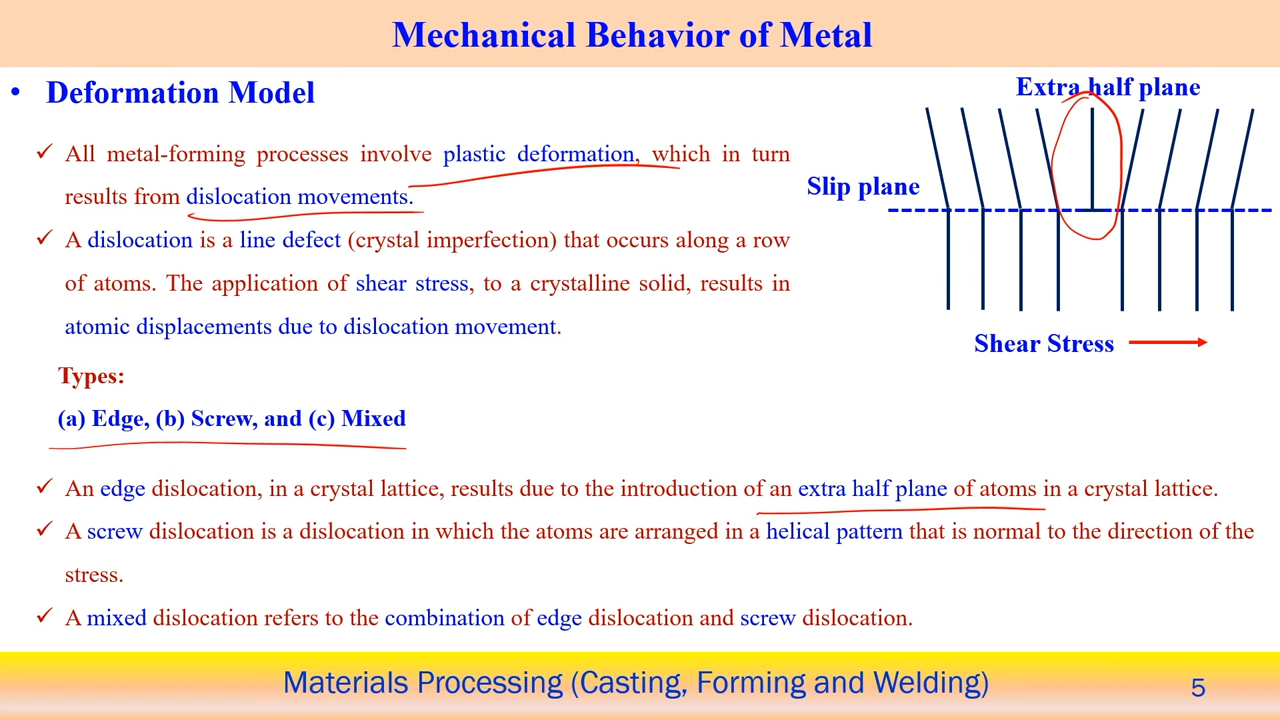 Mechanical Behavior of Metal
• Deformation Model
✓ All metal-forming processes involve plastic deformation, which in turn
results from dislocation movements.
✓ A dislocation is a line defect (crystal imperfection) that occurs along a row
of atoms. The application of shear stress, to a crystalline solid, results in
atomic displacements due to dislocation movement.
Extra half plane
Slip plane
Shear Stress
Types:
(a) Edge, (b) Screw, and (c) Mixed
✓ An edge dislocation, in a crystal lattice, results due to the introduction of an extra half plane of atoms in a crystal lattice.
✓ A screw dislocation is a dislocation in which the atoms are arranged in a helical pattern that is normal to the direction of the
stress.
✓ A mixed dislocation refers to the combination of edge dislocation and screw dislocation.
Materials Processing (Casting, Forming and Welding)
5